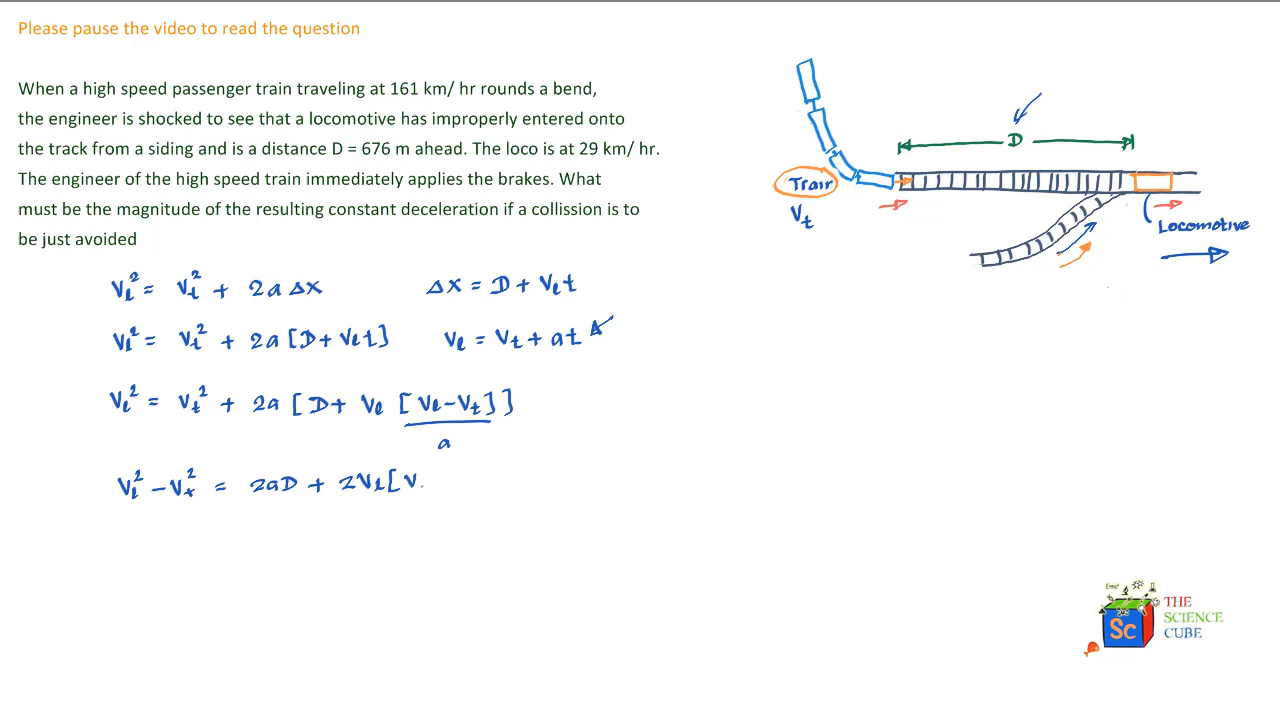 Please pause the video to read the question
When a high speed passenger train traveling at 161 km/ hr rounds a bend,
the engineer is shocked to see that a locomotive has improperly entered onto
the track from a siding and is a distance D = 676 m ahead. The loco is at 29 km/ hr.
The engineer of the high speed train immediately applies the brakes. What
must be the magnitude of the resulting constant deceleration if a collission is to
be just avoided
D
Train
Vt
Locomotive
Vl² = Vt² + 2a Δx
Δx = D + Vlt
Vl² = Vt² + 2a [D + Vlt]
Vl = Vt + at
Vl² = Vt² + 2a [D + Vl [Vl - Vt]]
a
Vl² - Vt² = 2aD + 2Vl[V
Sc
THE
SCIENCE
CUBE